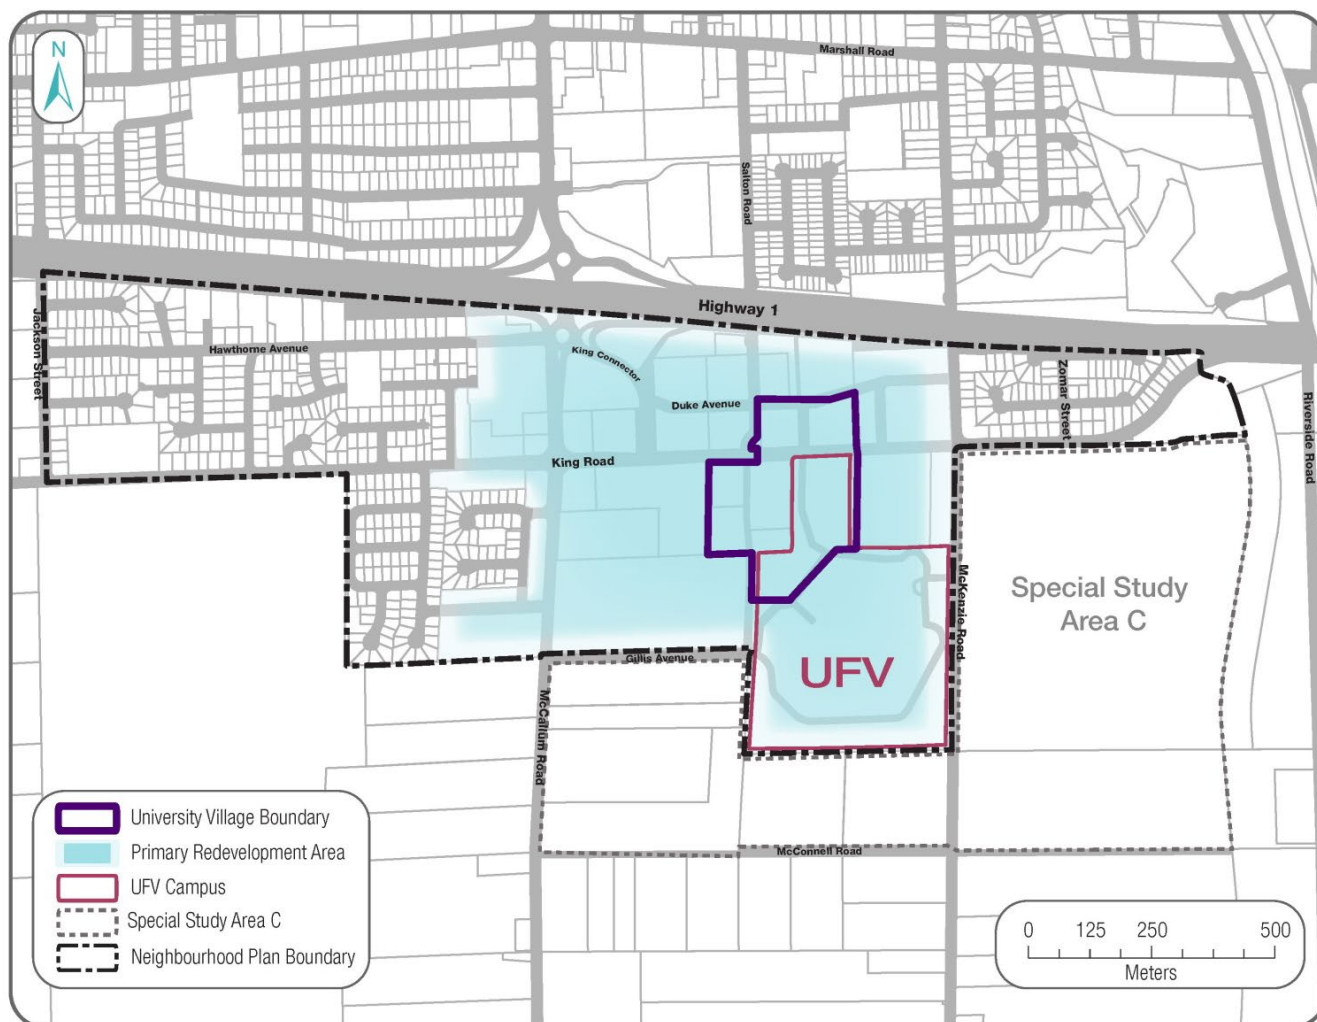 N
Marshall Road
Salton Road
Highway 1
Jackson Street
Hawthorne Avenue
King Connector
Zomar Street
Duke Avenue
Riverside Road
King Road
McKenzie Road
Special Study
Area C
Gillis Avenue
UFV
McCallum Road
McConnell Road
University Village Boundary
Primary Redevelopment Area
UFV Campus
Special Study Area C
Neighbourhood Plan Boundary
0 125 250 500
Meters